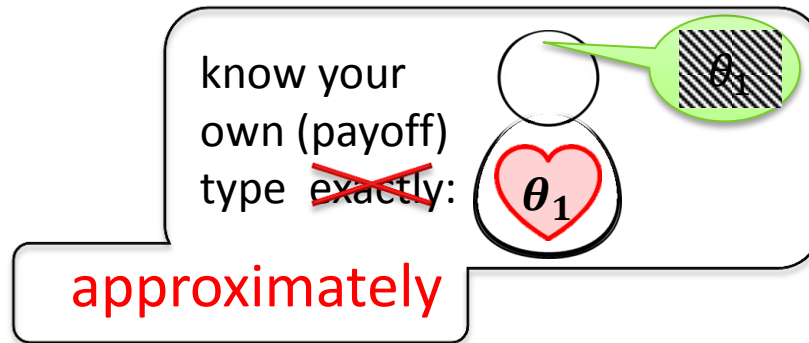 know your
own (payoff)
type exactly:
θ₁
θ₁
approximately